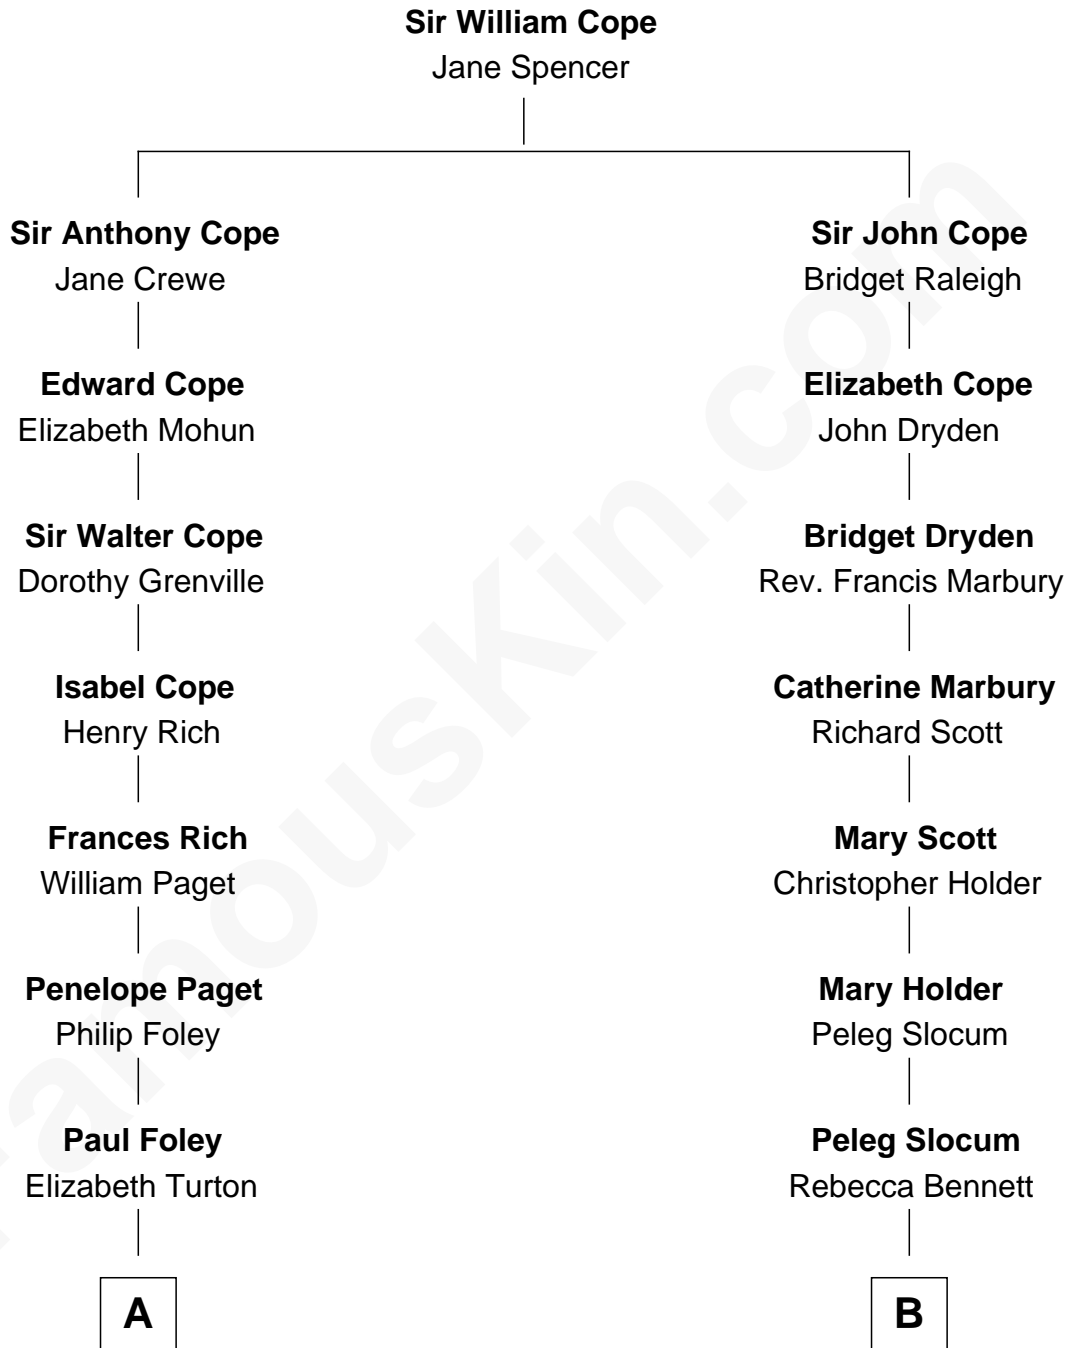 Sir William Cope
Jane Spencer
Sir Anthony Cope
Jane Crewe
Sir John Cope
Bridget Raleigh
Edward Cope
Elizabeth Mohun
Elizabeth Cope
John Dryden
Sir Walter Cope
Dorothy Grenville
Bridget Dryden
Rev. Francis Marbury
Isabel Cope
Henry Rich
Catherine Marbury
Richard Scott
Frances Rich
William Paget
Mary Scott
Christopher Holder
Penelope Paget
Philip Foley
Mary Holder
Peleg Slocum
Paul Foley
Elizabeth Turton
Peleg Slocum
Rebecca Bennett
A
B
FamousKin.com